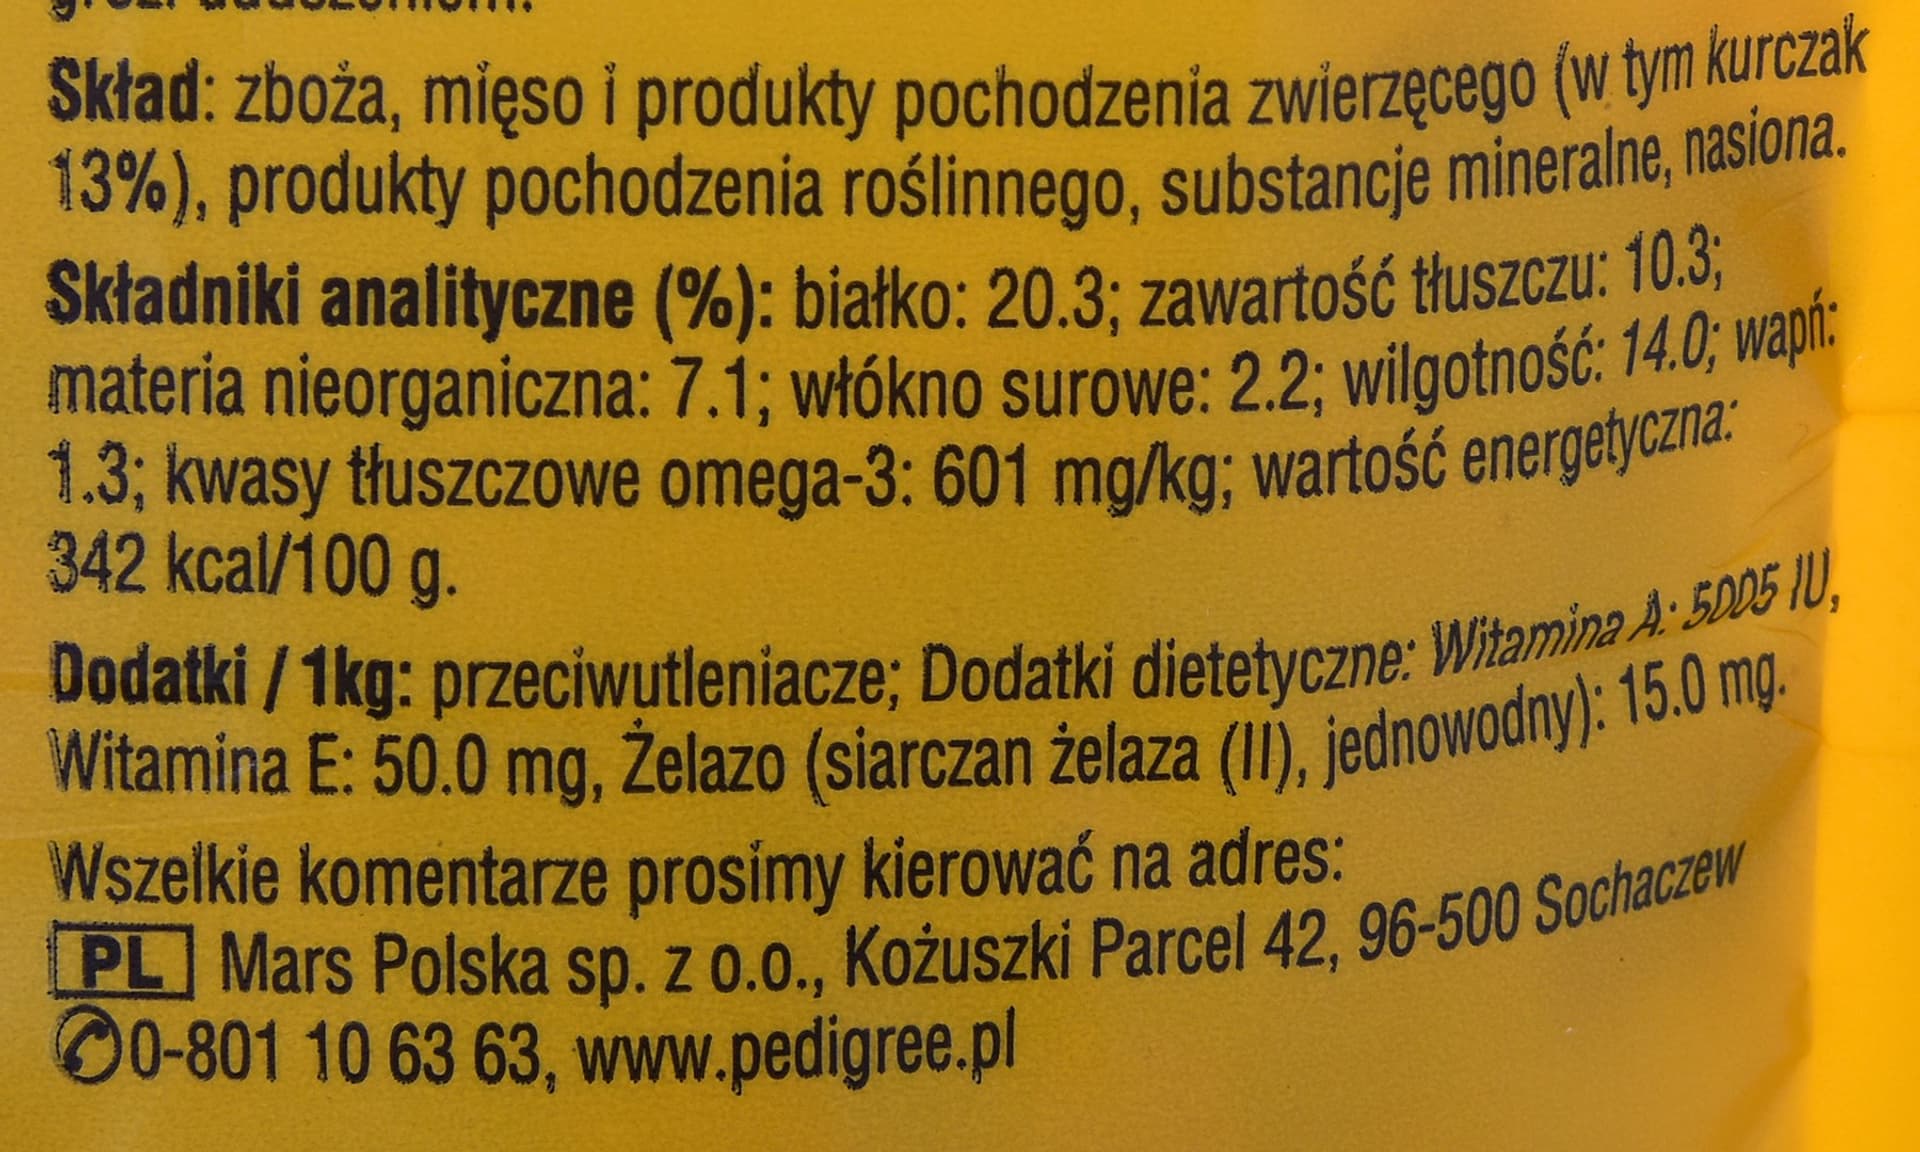 Skład: zboża, mięso i produkty pochodzenia zwierzęcego (w tym kurczak
13%), produkty pochodzenia roślinnego, substancje mineralne, nasiona.
Składniki analityczne (%): białko: 20.3; zawartość tłuszczu: 10.3;
materia nieorganiczna: 7.1; włókno surowe: 2.2; wilgotność: 14.0; wapń:
1.3; kwasy tłuszczowe omega-3: 601 mg/kg; wartość energetyczna:
342 kcal/100 g.
Dodatki / 1kg: przeciwutleniacze; Dodatki dietetyczne: Witamina A: 5005 IU,
Witamina E: 50.0 mg, Żelazo (siarczan żelaza (II), jednowodny): 15.0 mg.
Wszelkie komentarze prosimy kierować na adres:
PL Mars Polska sp. z o.o., Kożuszki Parcel 42, 96-500 Sochaczew
✆0-801 10 63 63, www.pedigree.pl